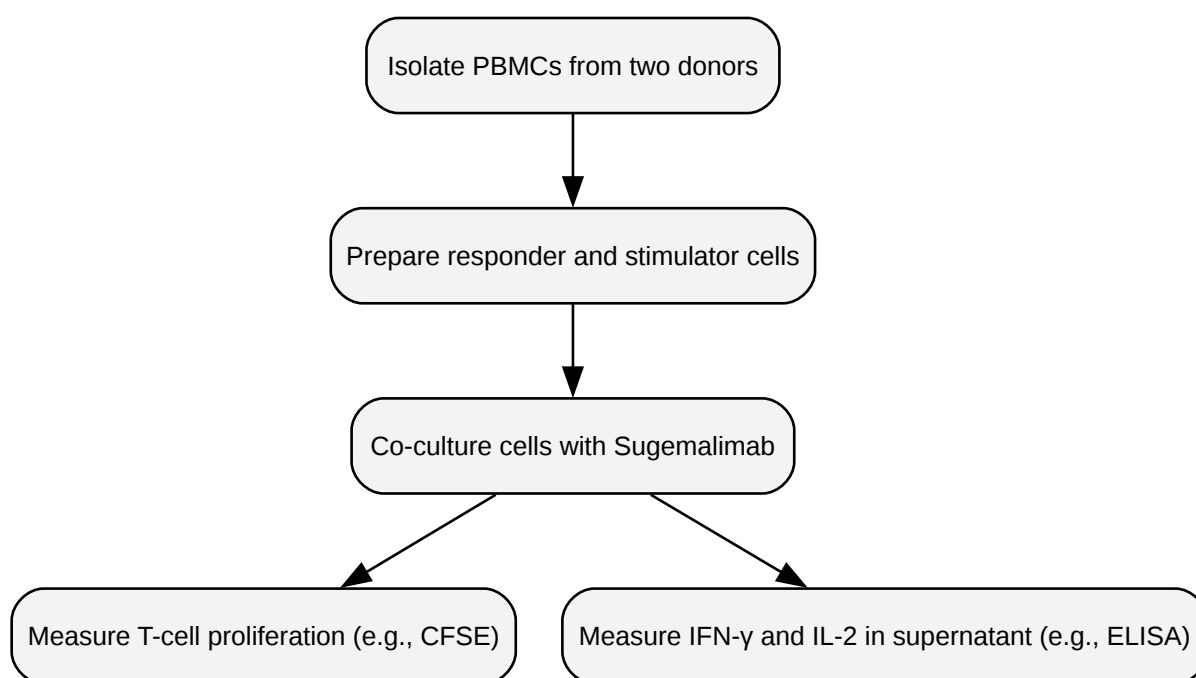 Isolate PBMCs from two donors
Prepare responder and stimulator cells
Co-culture cells with Sugemalimab
Measure T-cell proliferation (e.g., CFSE)
Measure IFN-γ and IL-2 in supernatant (e.g., ELISA)